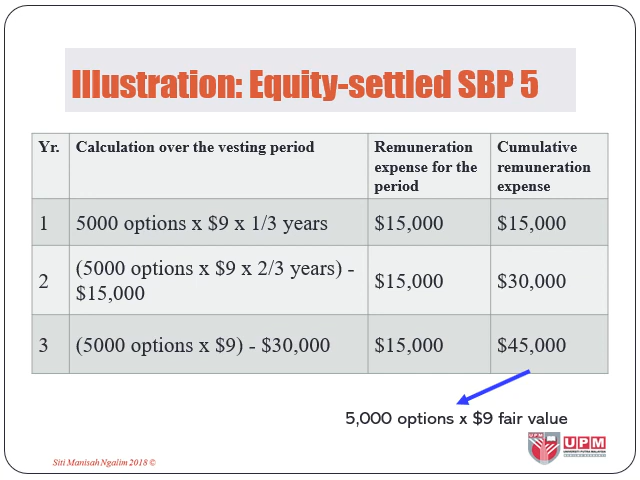 Illustration: Equity-settled SBP 5
Yr. Calculation over the vesting period Remuneration expense for the period Cumulative remuneration expense
1 5000 options x $9 x 1/3 years $15,000 $15,000
2 (5000 options x $9 x 2/3 years) - $15,000 $15,000 $30,000
3 (5000 options x $9) - $30,000 $15,000 $45,000
5,000 options x $9 fair value
UPM
UPM
Siti Manisah Ngalim 2018 ©